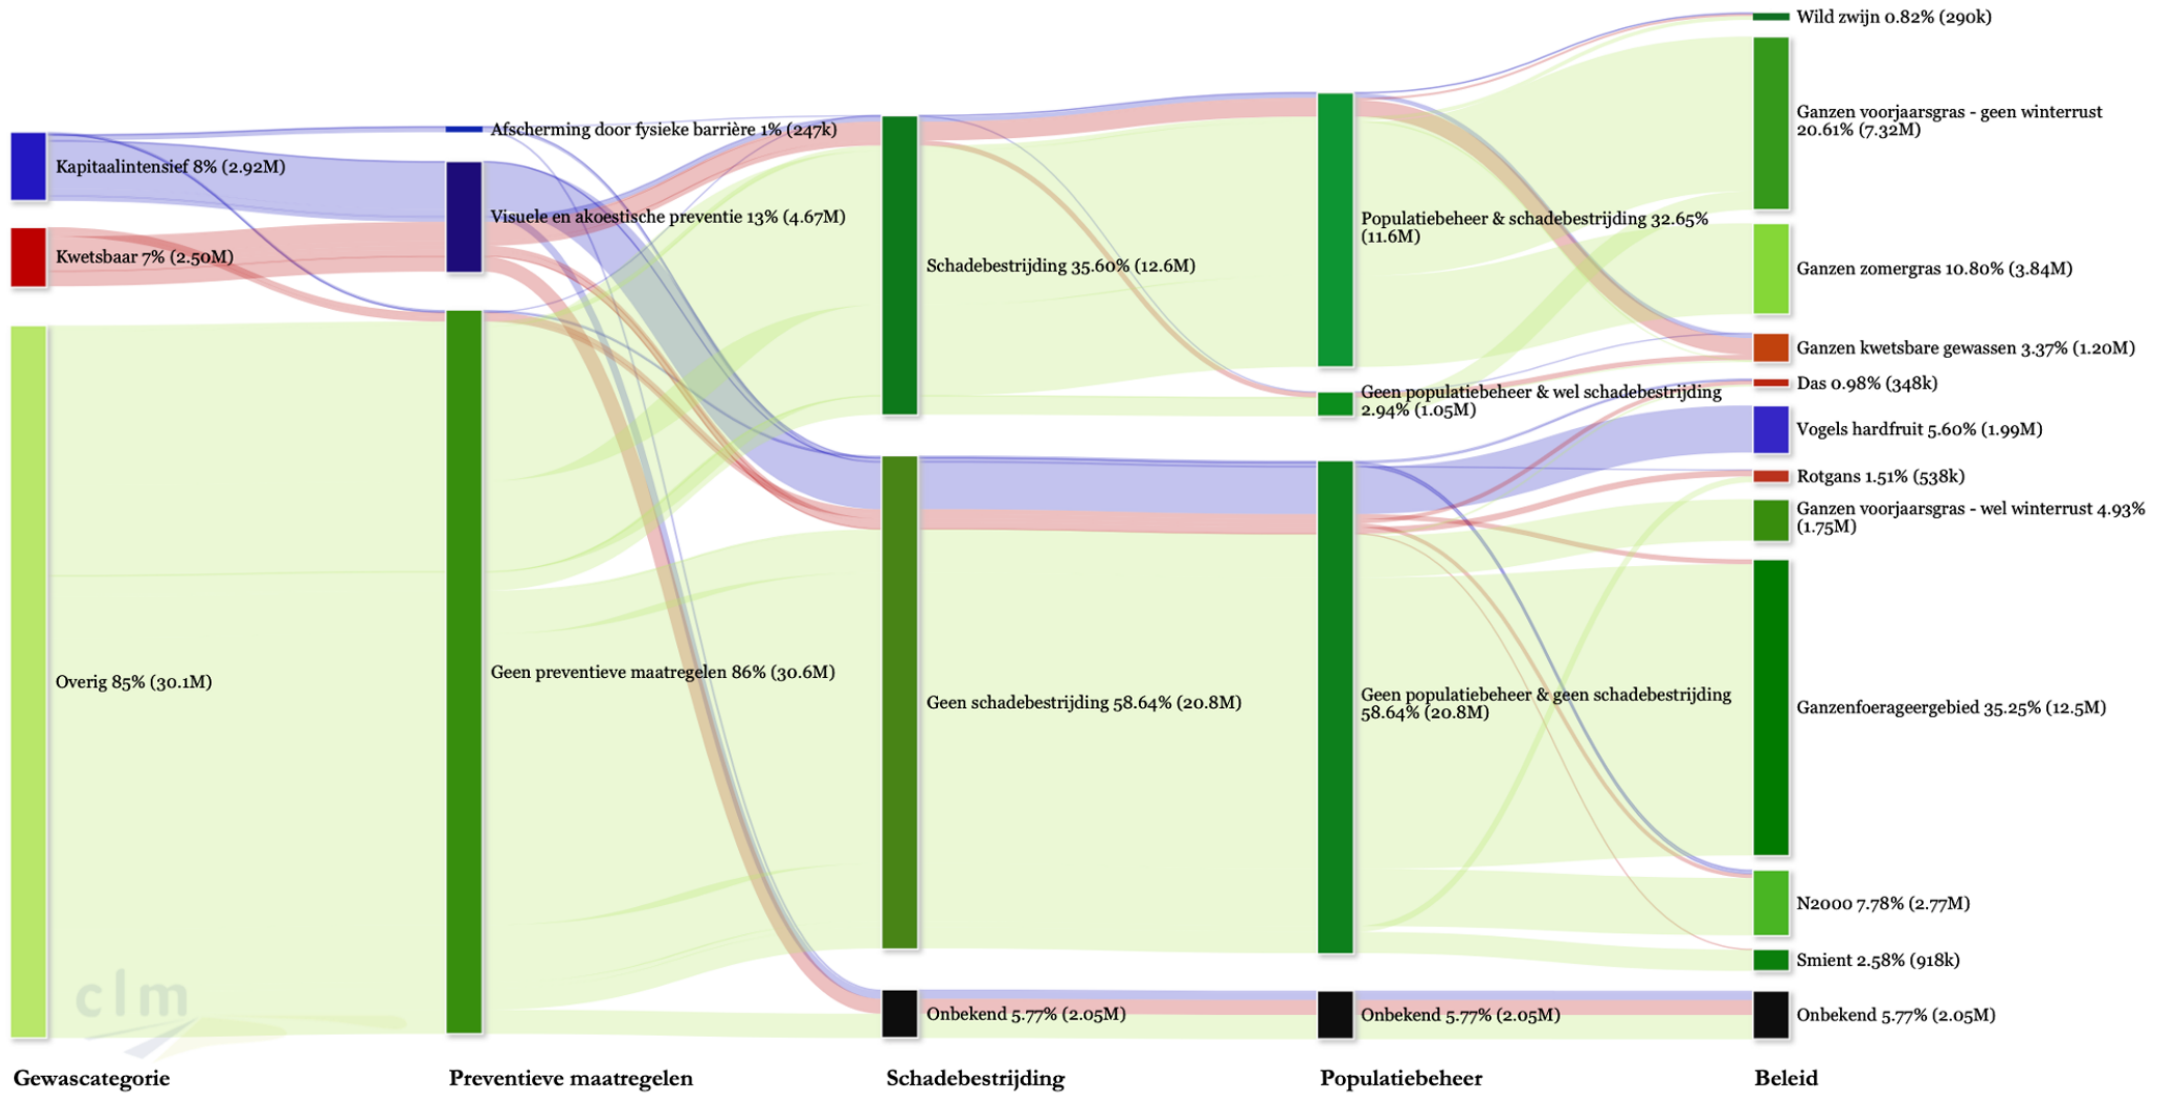 Kapitaalintensief 8% (2.92M)
Kwetsbaar 7% (2.50M)
Overig 85% (30.1M)
clm
Gewascategorie
Afscherming door fysieke barrière 1% (247k)
Visuele en akoestische preventie 13% (4.67M)
Geen preventieve maatregelen 86% (30.6M)
Preventieve maatregelen
Schadebestrijding 35.60% (12.6M)
Geen schadebestrijding 58.64% (20.8M)
Onbekend 5.77% (2.05M)
Schadebestrijding
Populatiebeheer & schadebestrijding 32.65%
(11.6M)
Geen populatiebeheer & wel schadebestrijding
2.94% (1.05M)
Geen populatiebeheer & geen schadebestrijding
58.64% (20.8M)
Onbekend 5.77% (2.05M)
Populatiebeheer
Wild zwijn 0.82% (290k)
Ganzen voorjaarsgras - geen winterrust
20.61% (7.32M)
Ganzen zomergras 10.80% (3.84M)
Ganzen kwetsbare gewassen 3.37% (1.20M)
Das 0.98% (348k)
Vogels hardfruit 5.60% (1.99M)
Rotgans 1.51% (538k)
Ganzen voorjaarsgras - wel winterrust 4.93%
(1.75M)
Ganzenfoerageergebied 35.25% (12.5M)
N2000 7.78% (2.77M)
Smient 2.58% (918k)
Onbekend 5.77% (2.05M)
Beleid